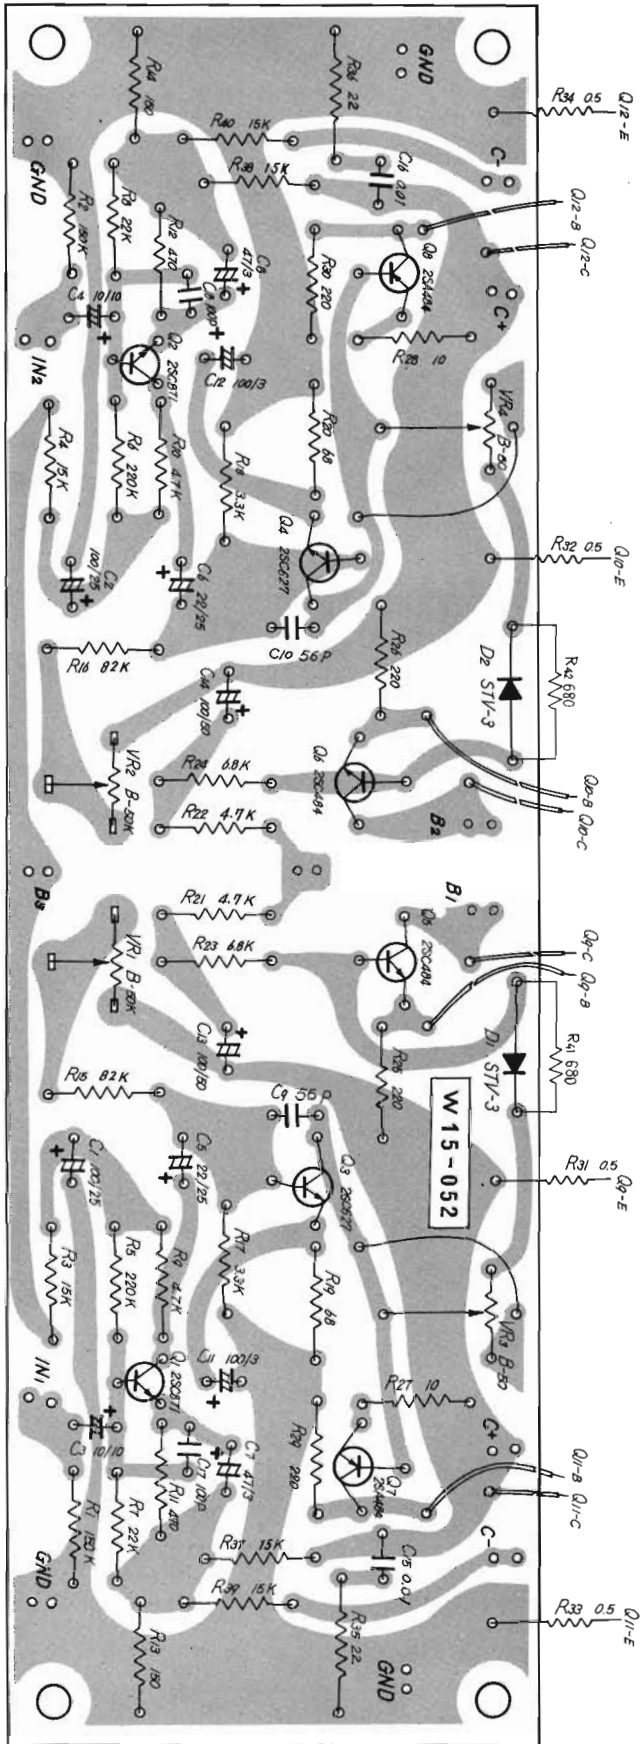 GND
R44 150
R36 22
R34 0.5
Q12-E
R40 15K
C-
R38 15K
C16 0.01
GND
Q12-B
R2 150K
R8 22K
R12 470
C8 47/3
Q8 2SA484
Q12-C
R30 220
C18 100P
C4 10/10
C+
Q2 2SC871
IN2
C12 100/3
R28 10
VR4 B-50
R4 15K
R6 220K
R10 4.7K
R18 3.3K
R20 68
Q4 2SC627
R32 0.5
Q10-E
C2 100/25
C6 22/25
C10 56P
R16 82K
R26 220
D2 STV-3
R42 680
C14 100/50
VR2 B-50K
R24 6.8K
Q6 2SC484
Q10-B
Q10-C
R22 4.7K
B2
B3
B1
R21 4.7K
VR1 B-50K
R23 6.8K
Q5 2SC484
Q9-C
Q9-B
C13 100/50
D1 STV-3
R41 680
R25 220
R15 82K
C9 56P
W15-052
C1 100/25
C5 22/25
Q3 2SC627
R31 0.5
Q9-E
R3 15K
R5 220K
R9 4.7K
R17 3.3K
R19 68
VR3 B-50
IN1
Q1 2SC871
C11 100/3
R27 10
C+
C3 10/10
C17 100P
C7 47/3
R29 220
Q7 2SA484
Q11-B
Q11-C
R1 150K
R7 22K
R11 470
R37 15K
C15 0.01
C-
GND
R39 15K
R13 150
R35 22
R33 0.5
Q11-E
GND